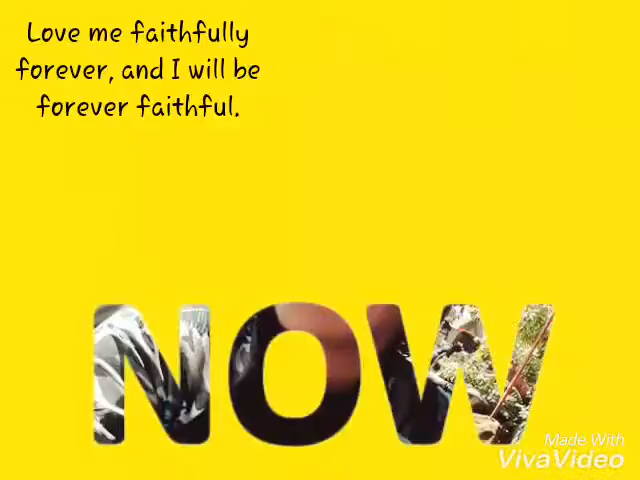 Love me faithfully
forever, and I will be
forever faithful.
NOW
Made With
VivaVideo